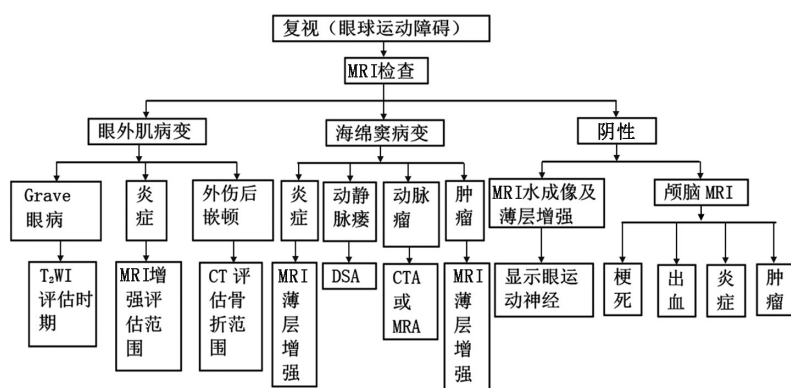 复视（眼球运动障碍）
MRI检查
眼外肌病变
海绵窦病变
阴性
Grave
眼病
炎
症
外伤后
嵌顿
炎
症
动静
脉瘘
动脉
瘤
肿
瘤
MRI水成像及
薄层增强
颅脑 MRI
T₂WI
评估时
期
MRI增
强评
估范
围
CT 评
估骨
折范
围
MRI
薄
层
增
强
DSA
CTA
或
MRA
MRI
薄
层
增
强
显示眼运
动神经
梗
死
出
血
炎
症
肿
瘤